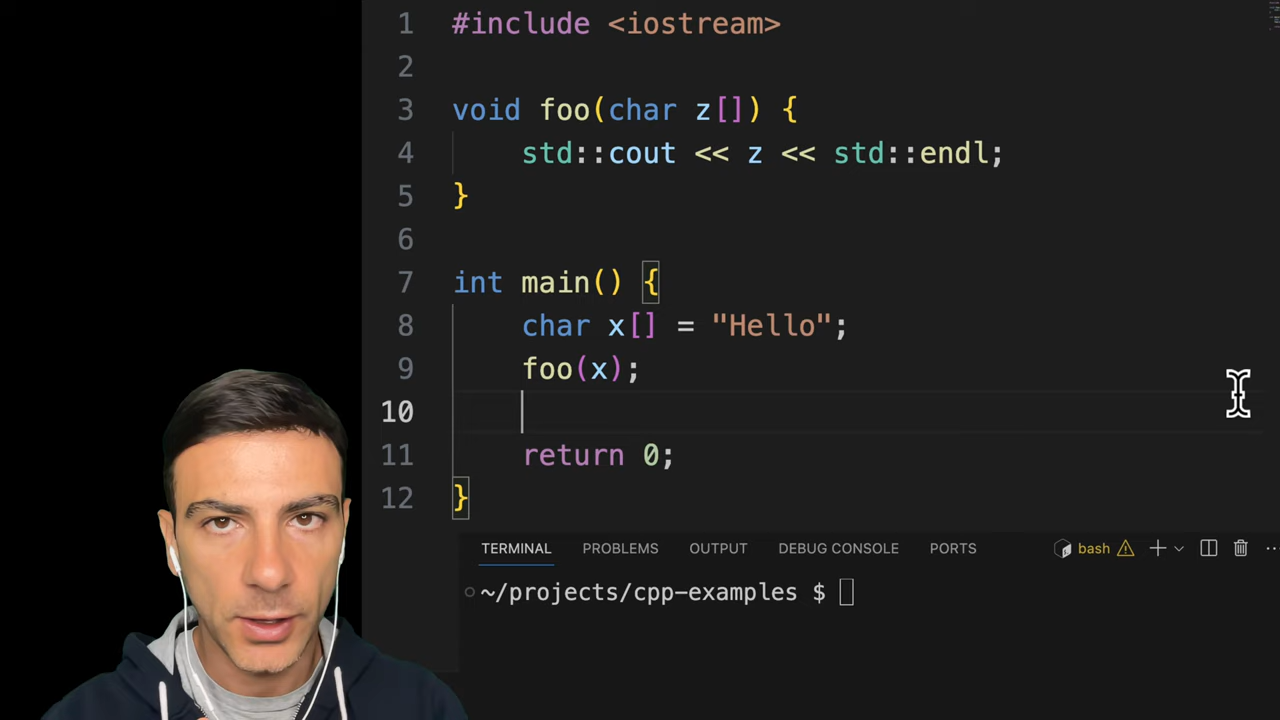 1 #include <iostream>
2
3 void foo(char z[]) {
4 std::cout << z << std::endl;
5 }
6
7 int main() {
8 char x[] = "Hello";
9 foo(x);
10
11 return 0;
12 }
TERMINAL PROBLEMS OUTPUT DEBUG CONSOLE PORTS bash
~/projects/cpp-examples $